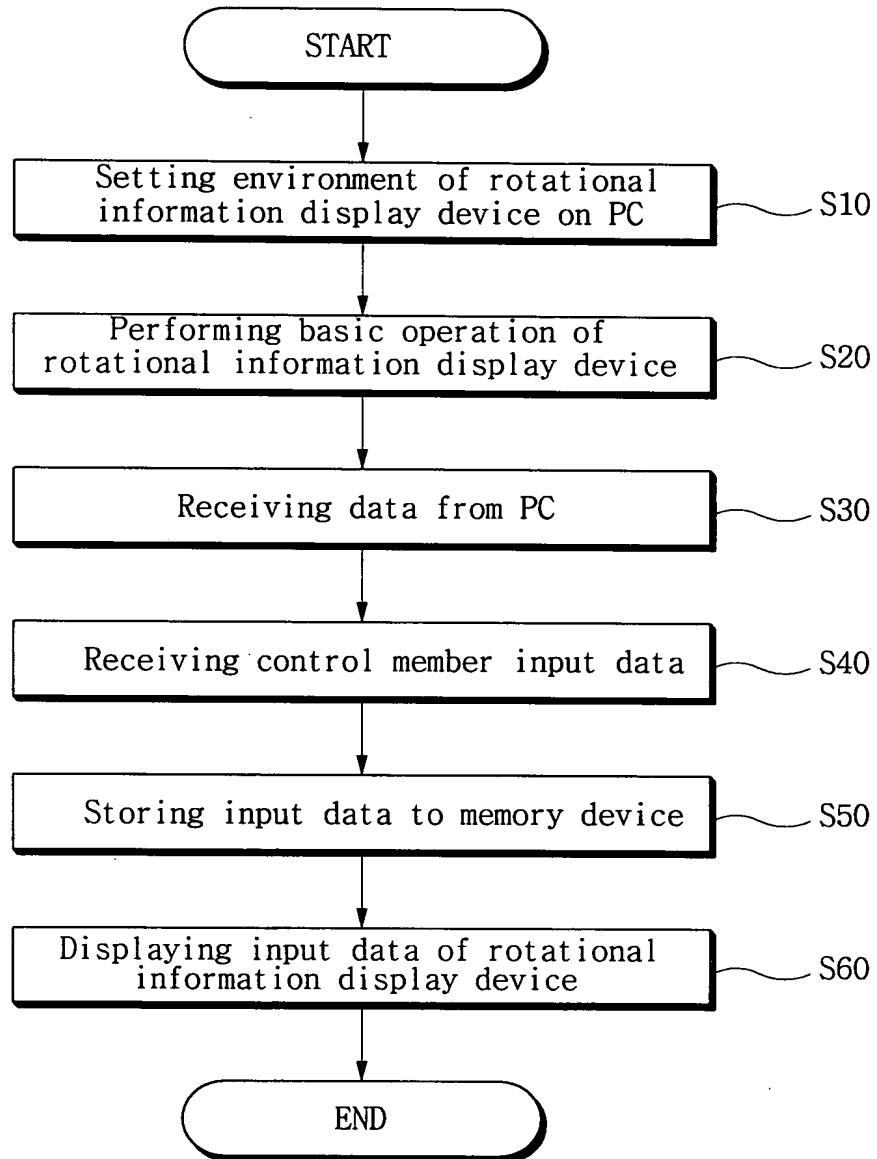 START
Setting environment of rotational
information display device on PC
S10
Performing basic operation of
rotational information display device
S20
Receiving data from PC
S30
Receiving control member input data
S40
Storing input data to memory device
S50
Displaying input data of rotational
information display device
S60
END